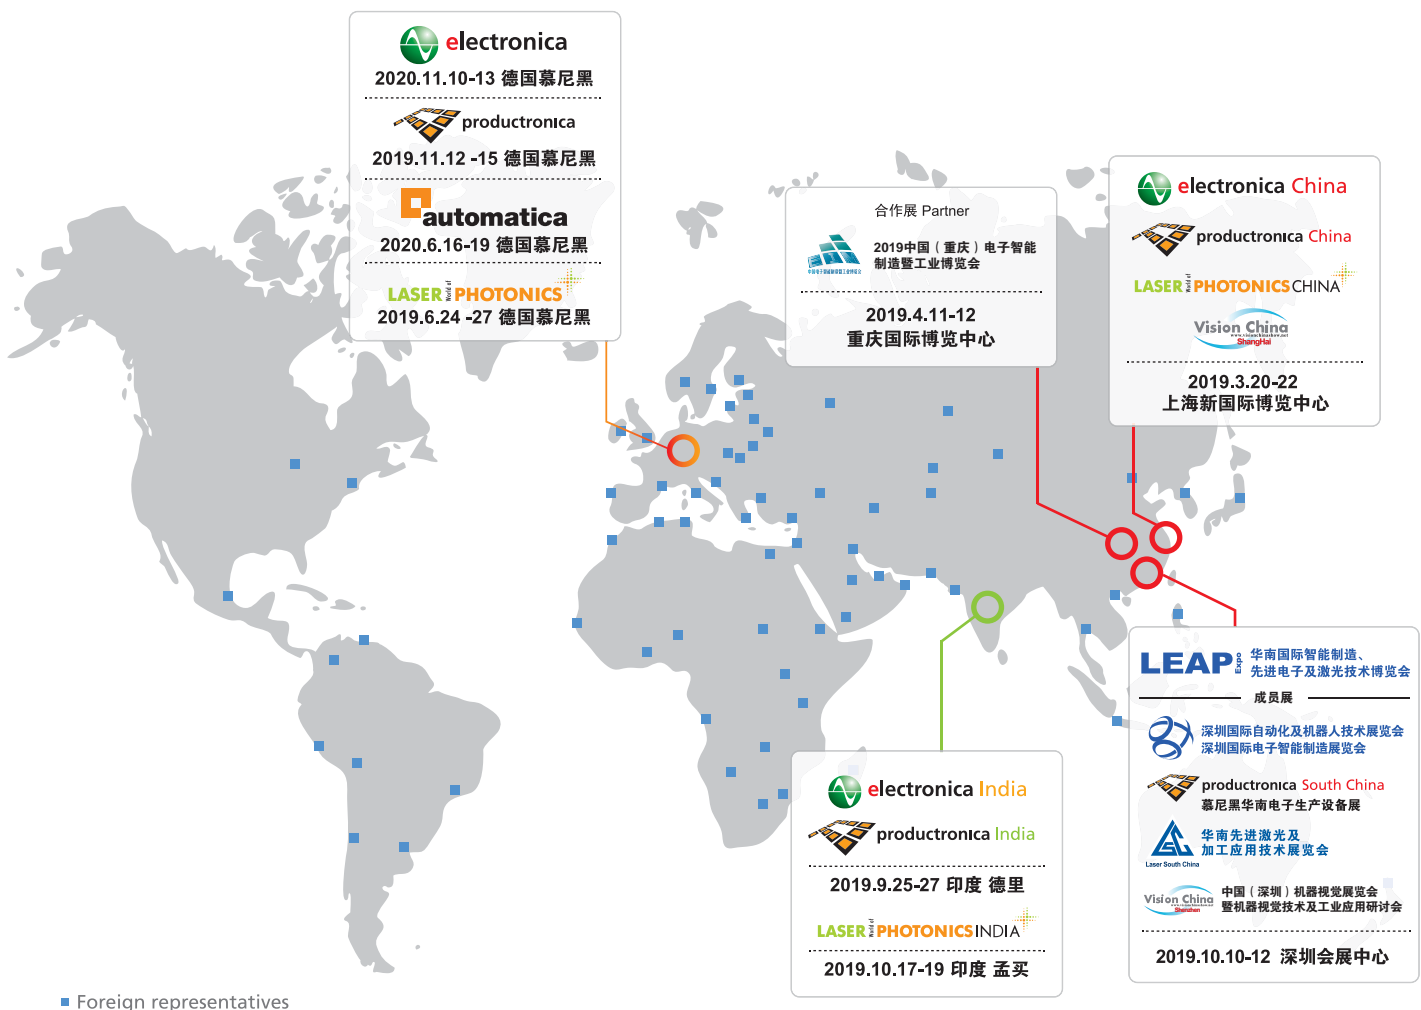 electronica
2020.11.10-13 德国慕尼黑
productronica
2019.11.12 -15 德国慕尼黑
automatica
2020.6.16-19 德国慕尼黑
LASER World of PHOTONICS
2019.6.24 -27 德国慕尼黑
合作展 Partner
2019中国（重庆）电子智能
制造暨工业博览会
2019.4.11-12
重庆国际博览中心
electronica China
productronica China
LASER World of PHOTONICS CHINA
Vision China
ShangHai
2019.3.20-22
上海新国际博览中心
electronica India
productronica India
2019.9.25-27 印度 德里
LASER World of PHOTONICS INDIA
2019.10.17-19 印度 孟买
LEAP Expo
华南国际智能制造、
先进电子及激光技术博览会
成员展
深圳国际自动化及机器人技术展览会
深圳国际电子智能制造展览会
productronica South China
慕尼黑华南电子生产设备展
Laser South China
华南先进激光及
加工应用技术展览会
Vision China
Shenzhen
中国（深圳）机器视觉展览会
暨机器视觉技术及工业应用研讨会
2019.10.10-12 深圳会展中心
Foreign representatives